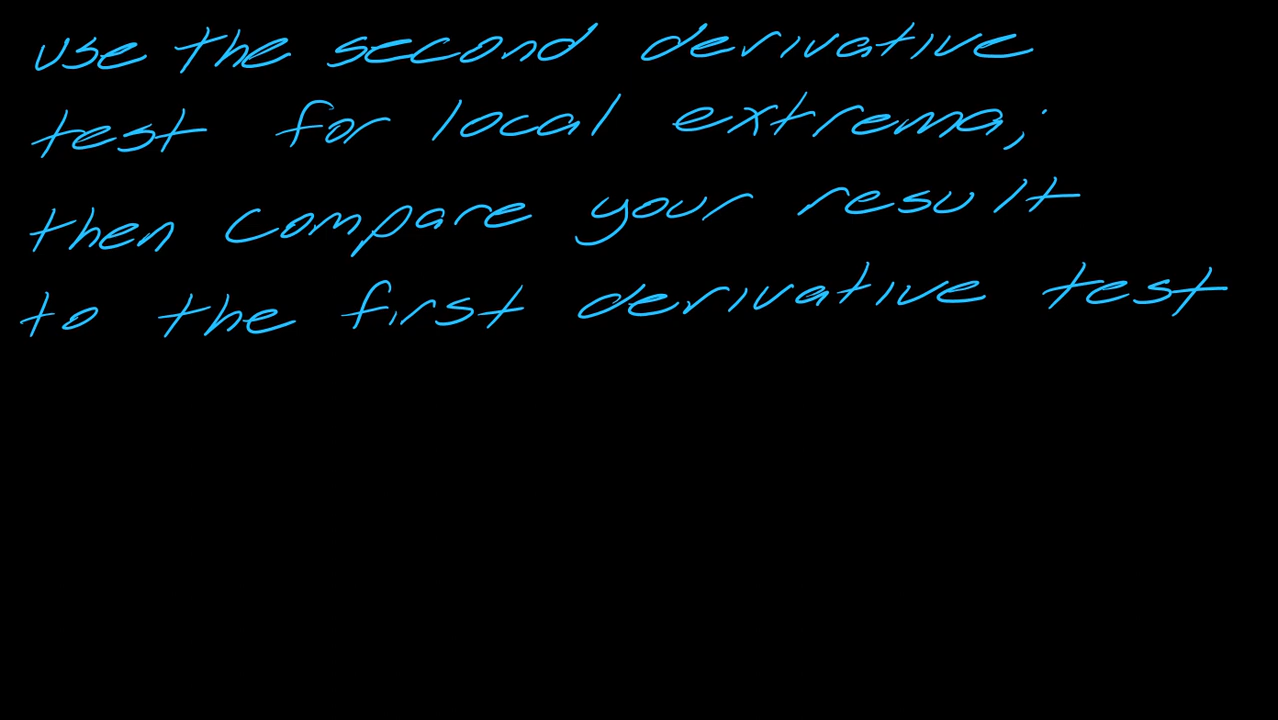 use the second derivative
test for local extrema;
then compare your result
to the first derivative test